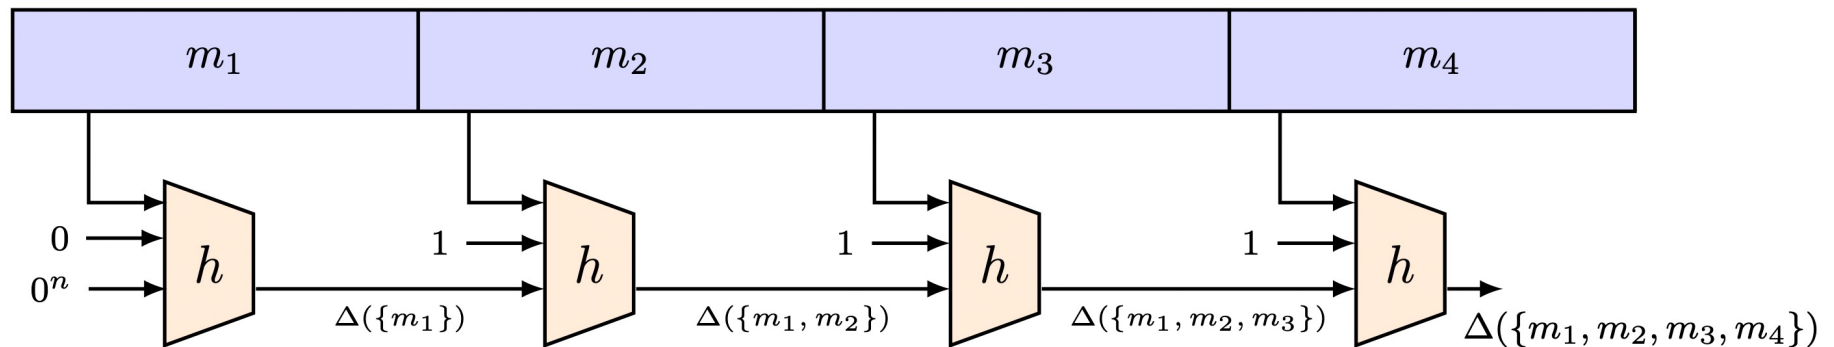 m₁ m₂ m₃ m₄
0 1 1 1
h h h h
0ⁿ
Δ({m₁}) Δ({m₁, m₂}) Δ({m₁, m₂, m₃}) Δ({m₁, m₂, m₃, m₄})